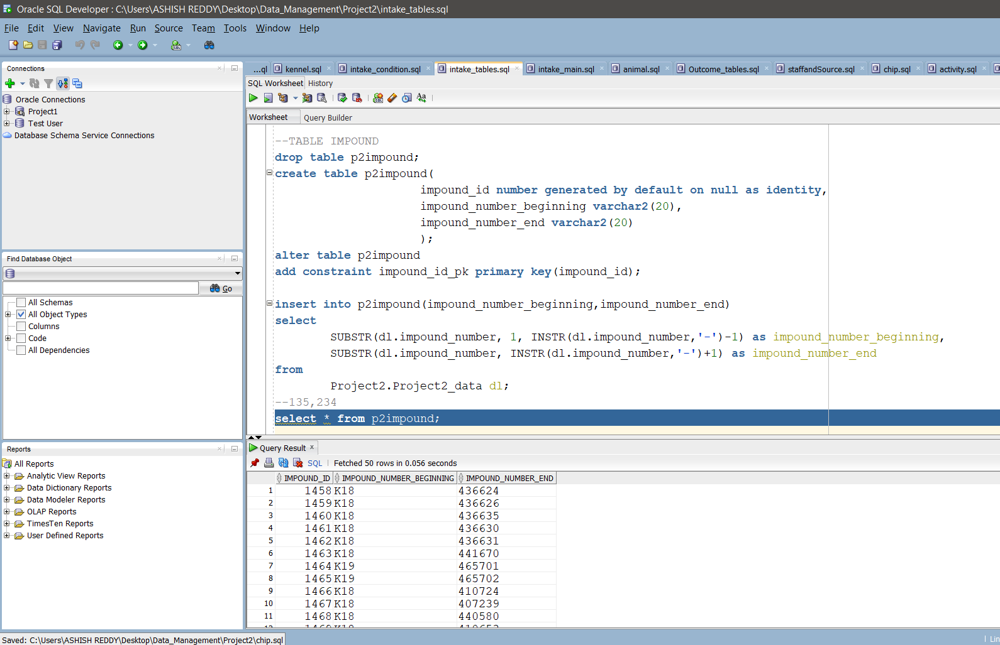 Oracle SQL Developer : C:\Users\ASHISH REDDY\Desktop\Data_Management\Project2\intake_tables.sql
File Edit View Navigate Run Source Team Tools Window Help
Connections
Oracle Connections
Project1
Test User
Database Schema Service Connections
Find Database Object
Go
All Schemas
All Object Types
Columns
Code
All Dependencies
Reports
All Reports
Analytic View Reports
Data Dictionary Reports
Data Modeler Reports
OLAP Reports
TimesTen Reports
User Defined Reports
...ql kennel.sql intake_condition.sql intake_tables.sql intake_main.sql animal.sql Outcome_tables.sql staffandSource.sql chip.sql activity.sql
SQL Worksheet History
Worksheet Query Builder
--TABLE IMPOUND
drop table p2impound;
create table p2impound(
impound_id number generated by default on null as identity,
impound_number_beginning varchar2(20),
impound_number_end varchar2(20)
);
alter table p2impound
add constraint impound_id_pk primary key(impound_id);
insert into p2impound(impound_number_beginning,impound_number_end)
select
SUBSTR(dl.impound_number, 1, INSTR(dl.impound_number,'-')-1) as impound_number_beginning,
SUBSTR(dl.impound_number, INSTR(dl.impound_number,'-')+1) as impound_number_end
from
Project2.Project2_data dl;
--135,234
select * from p2impound;
Query Result
SQL Fetched 50 rows in 0.056 seconds
IMPOUND_ID IMPOUND_NUMBER_BEGINNING IMPOUND_NUMBER_END
1 1458 K18 436624
2 1459 K18 436626
3 1460 K18 436635
4 1461 K18 436630
5 1462 K18 436631
6 1463 K18 441670
7 1464 K19 465701
8 1465 K19 465702
9 1466 K18 410724
10 1467 K18 407239
11 1468 K18 440580
Saved: C:\Users\ASHISH REDDY\Desktop\Data_Management\Project2\chip.sql
Lin